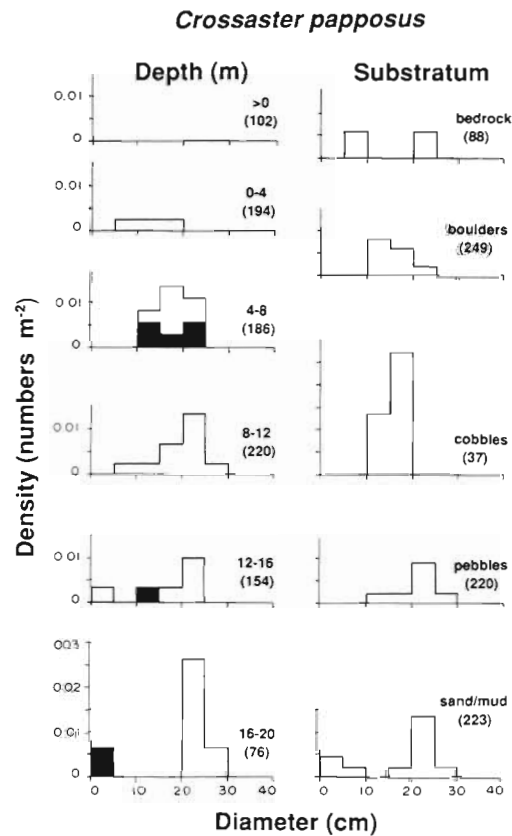 Crossaster papposus
Depth (m)
Substratum
Density (numbers m-2)
0.01
0
>0
(102)
bedrock
(88)
0.01
0
0-4
(194)
boulders
(249)
0.01
0
4-8
(186)
0.01
0
8-12
(220)
cobbles
(37)
0.01
0
12-16
(154)
pebbles
(220)
0.03
0.02
0.01
0
16-20
(76)
sand/mud
(223)
0 10 20 30 40
0 10 20 30 40
Diameter (cm)